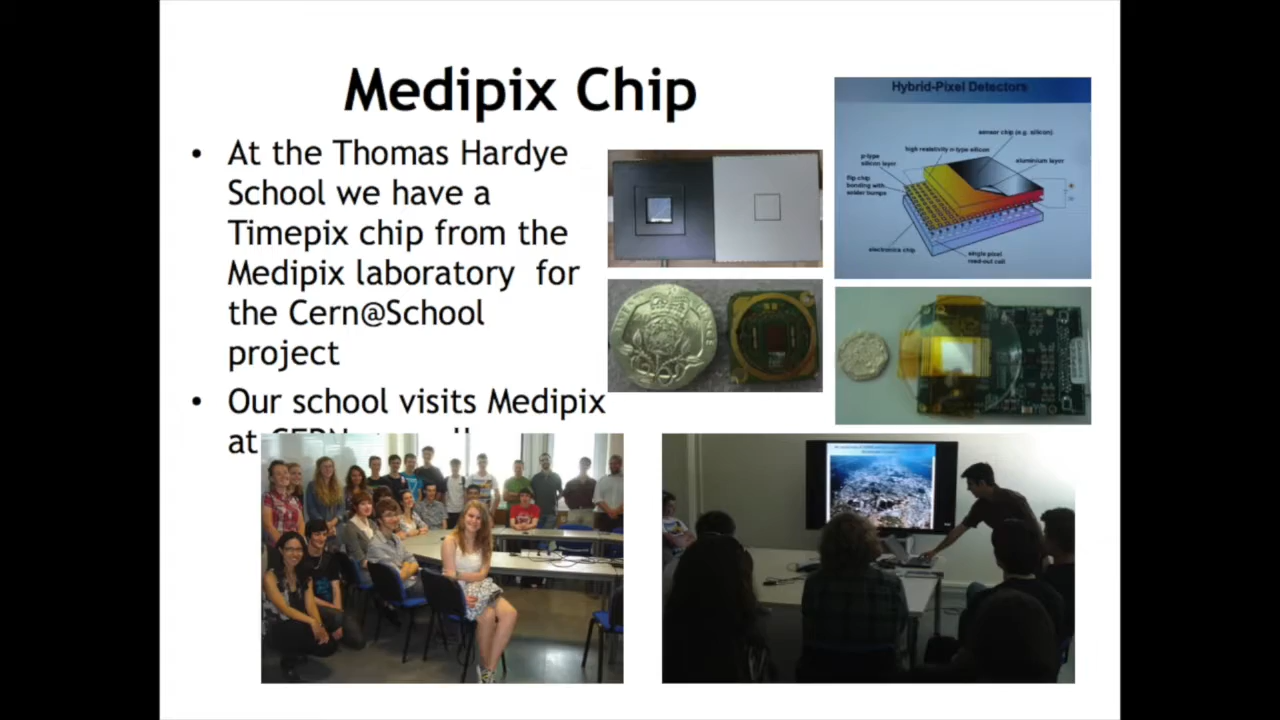 Medipix Chip
• At the Thomas Hardye
School we have a
Timepix chip from the
Medipix laboratory for
the Cern@School
project
• Our school visits Medipix
at CERN
Hybrid-Pixel Detectors
sensor chip (e.g. silicon)
high resistivity n-type silicon
p-type
silicon layer
aluminium layer
flip chip
bonding with
solder bumps
electronics chip
single pixel
read-out cell